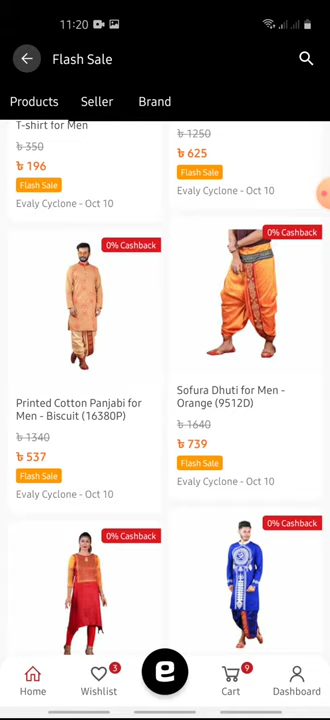 11:20
Flash Sale
Products Seller Brand
T-shirt for Men
৳ 350
৳ 196
Flash Sale
Evaly Cyclone - Oct 10
৳ 1250
৳ 625
Flash Sale
Evaly Cyclone - Oct 10
0% Cashback
Printed Cotton Panjabi for
Men - Biscuit (16380P)
৳ 1340
৳ 537
Flash Sale
Evaly Cyclone - Oct 10
0% Cashback
Sofura Dhuti for Men -
Orange (9512D)
৳ 1640
৳ 739
Flash Sale
Evaly Cyclone - Oct 10
0% Cashback
0% Cashback
3
9
e
Home Wishlist Cart Dashboard